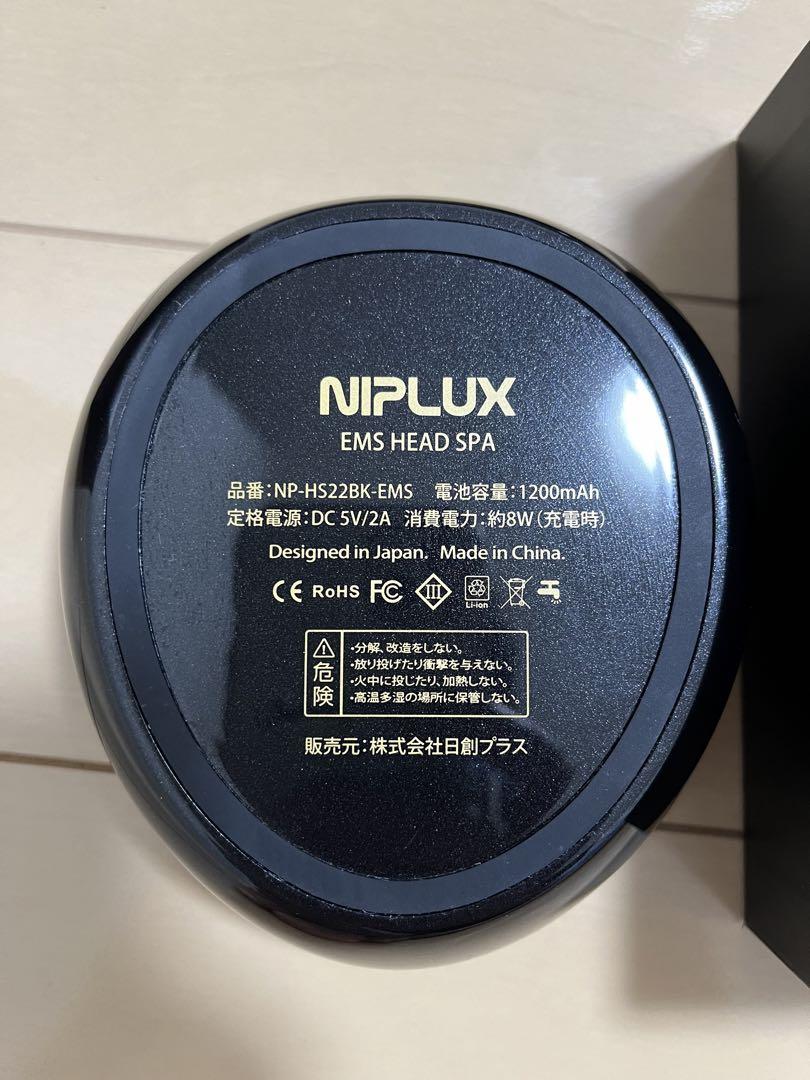 NIPLUX
EMS HEAD SPA
品番:NP-HS22BK-EMS 電池容量:1200mAh
定格電源:DC 5V/2A 消費電力:約8W(充電時)
Designed in Japan. Made in China.
CE RoHS FC III Li-ion
危険
・分解、改造をしない。
・放り投げたり衝撃を与えない。
・火中に投じたり、加熱しない。
・高温多湿の場所に保管しない。
販売元:株式会社日創プラス